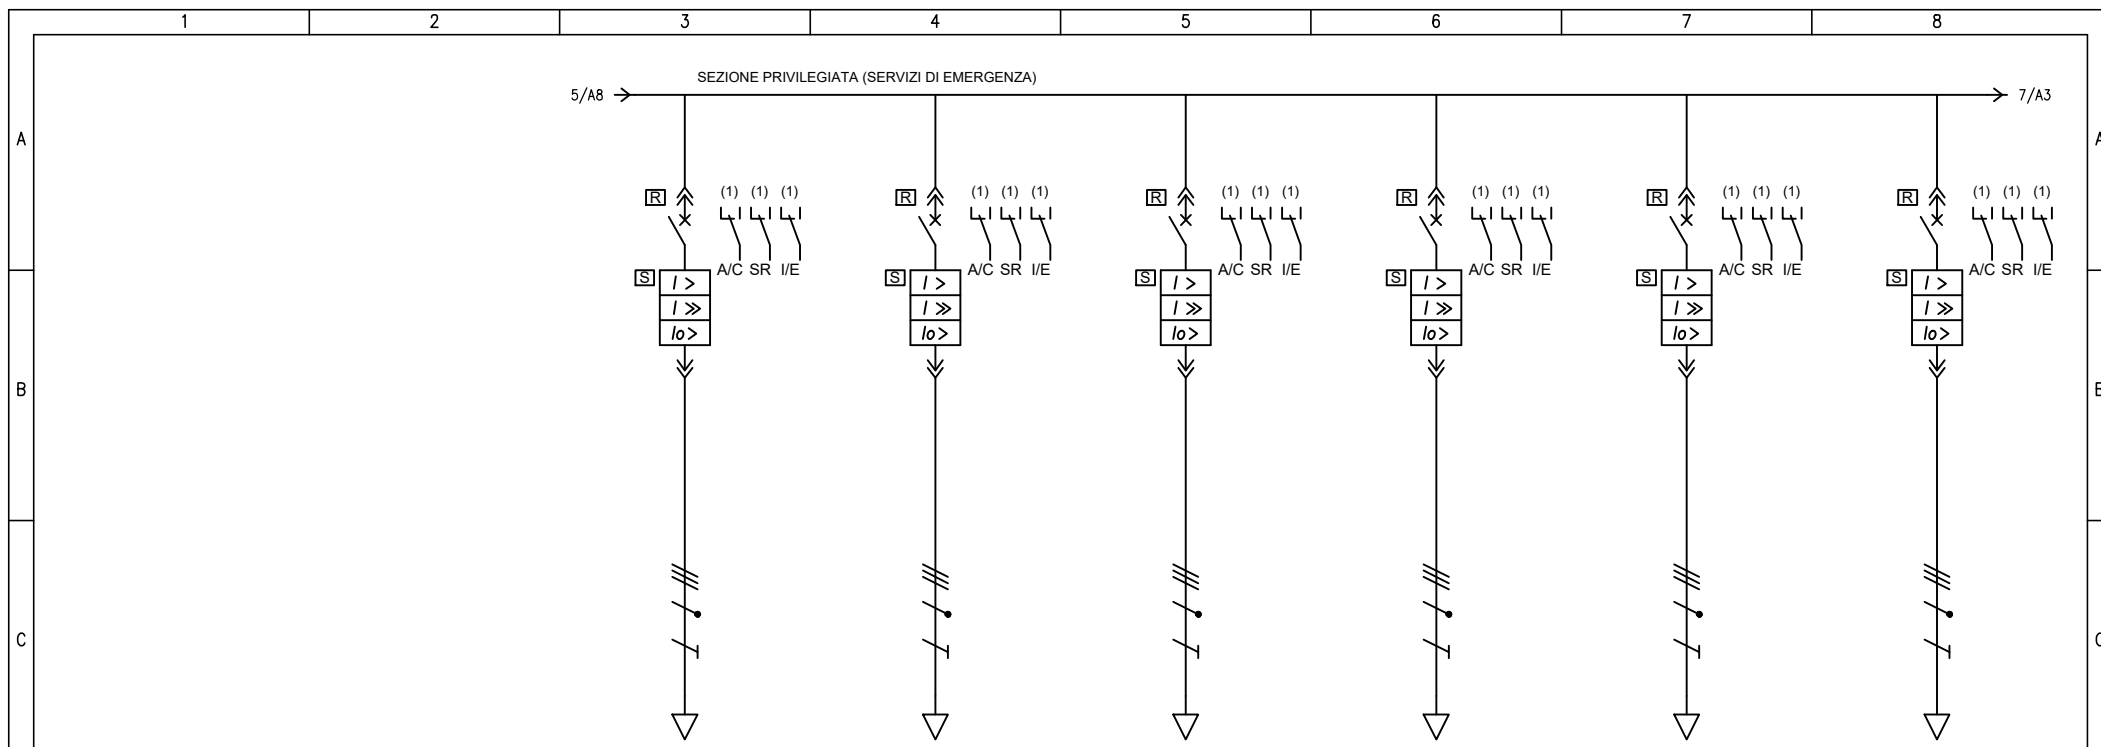 1 2 3 4 5 6 7 8
SEZIONE PRIVILEGIATA (SERVIZI DI EMERGENZA)
5/A8 7/A3
A A
R (1) (1) (1) R (1) (1) (1) R (1) (1) (1) R (1) (1) (1) R (1) (1) (1) R (1) (1) (1)
A/C SR I/E A/C SR I/E A/C SR I/E A/C SR I/E A/C SR I/E A/C SR I/E
S I > S I > S I > S I > S I > S I >
I >> I >> I >> I >> I >> I >>
Io> Io> Io> Io> Io> Io>
B B
C C